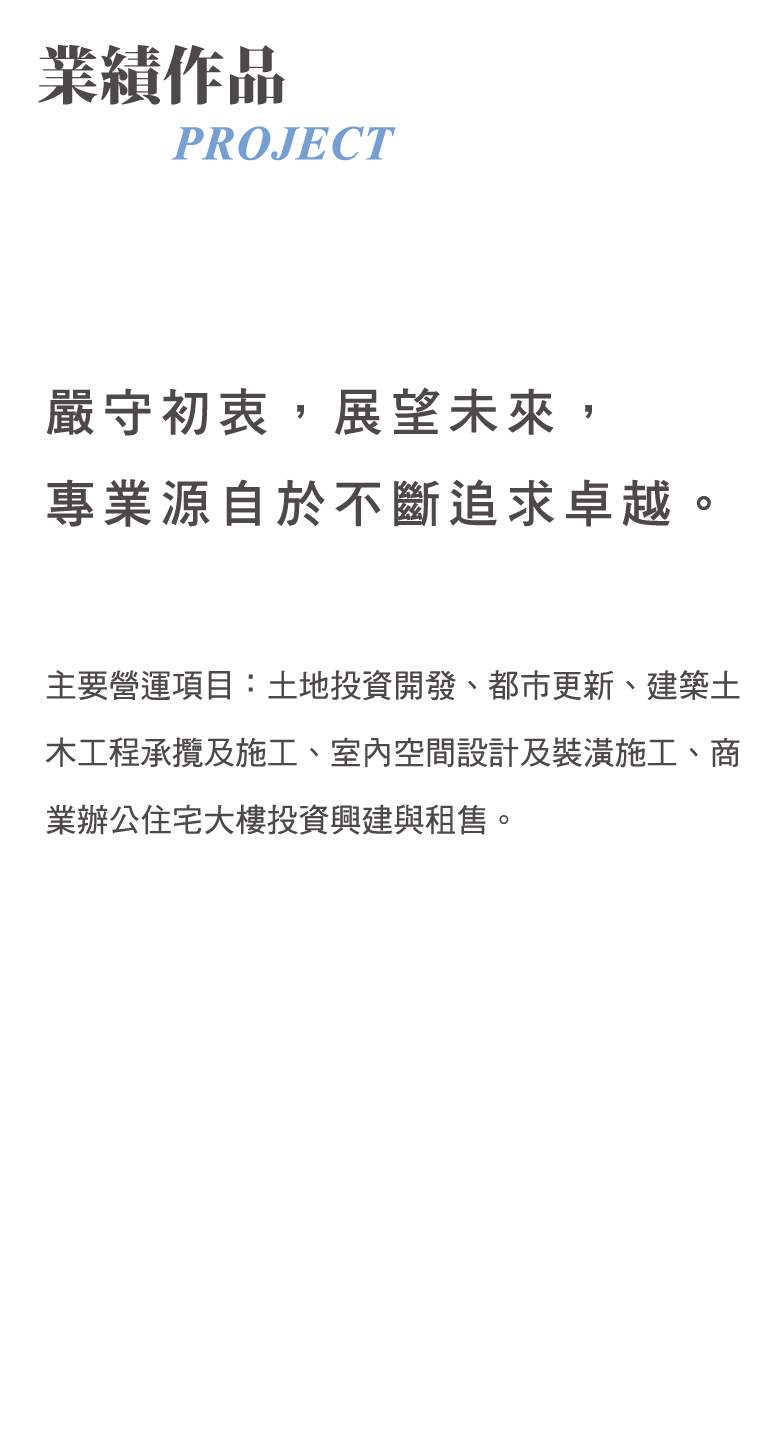 業績作品
PROJECT
嚴守初衷，展望未來，
專業源自於不斷追求卓越。
主要營運項目：土地投資開發、都市更新、建築土
木工程承攬及施工、室內空間設計及裝潢施工、商
業辦公住宅大樓投資興建與租售。